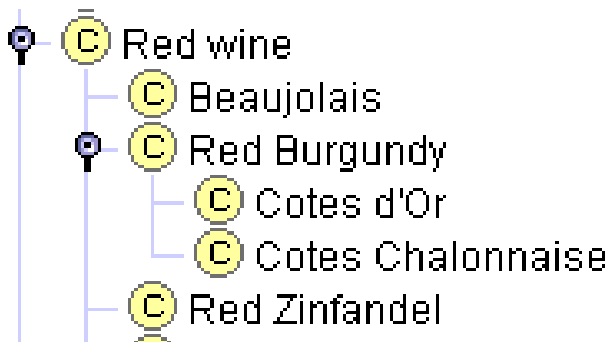 C Red wine
C Beaujolais
C Red Burgundy
C Cotes d'Or
C Cotes Chalonnaise
C Red Zinfandel